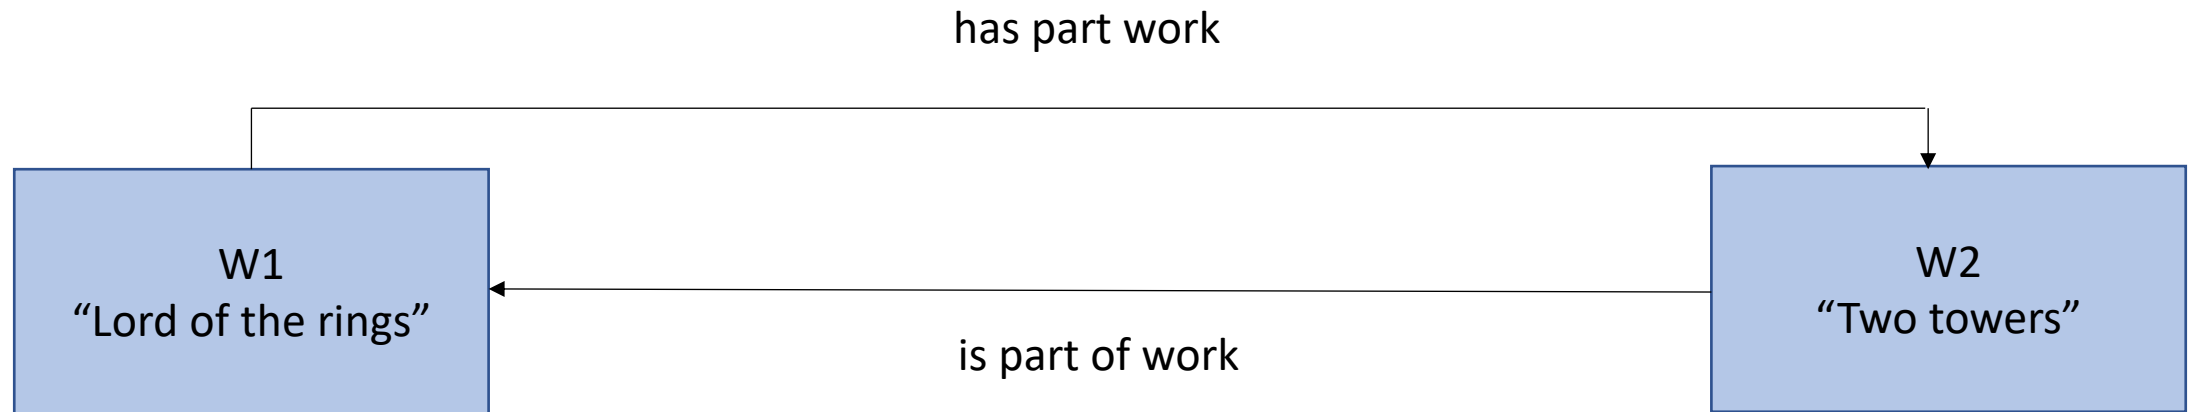 has part work
W1
“Lord of the rings”
W2
“Two towers”
is part of work